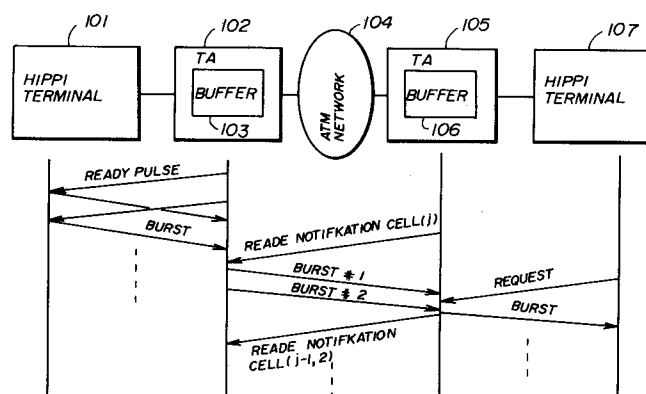 101
102
104
105
107
HIPPI
TERMINAL
TA
BUFFER
103
ATM
NETWORK
TA
BUFFER
106
HIPPI
TERMINAL
READY PULSE
BURST
READE NOTIFKATION CELL(j)
BURST # 1
BURST # 2
REQUEST
BURST
READE NOTIFKATION
CELL(j-1,2)